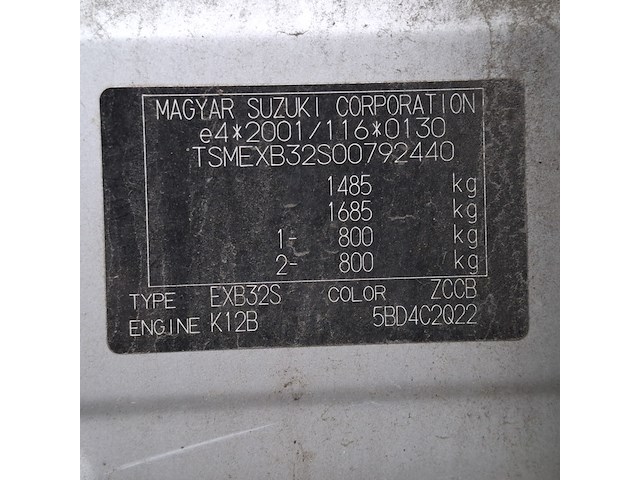 MAGYAR SUZUKI CORPORATION
e4*2001/116*0130
TSMEXB32S00792440
1485 kg
1685 kg
1- 800 kg
2- 800 kg
TYPE EXB32S COLOR ZCCB
ENGINE K12B 5BD4C2Q22